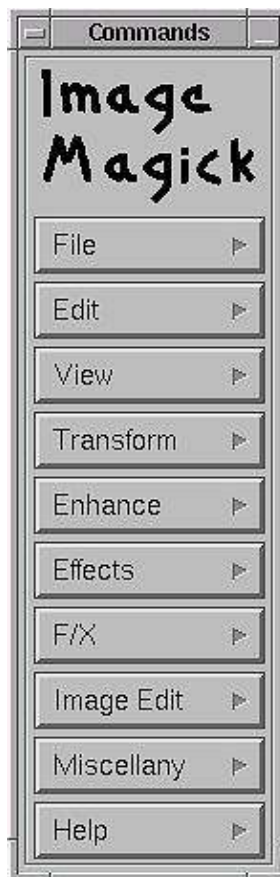 Commands
Image
Magick
File
Edit
View
Transform
Enhance
Effects
F/X
Image Edit
Miscellany
Help